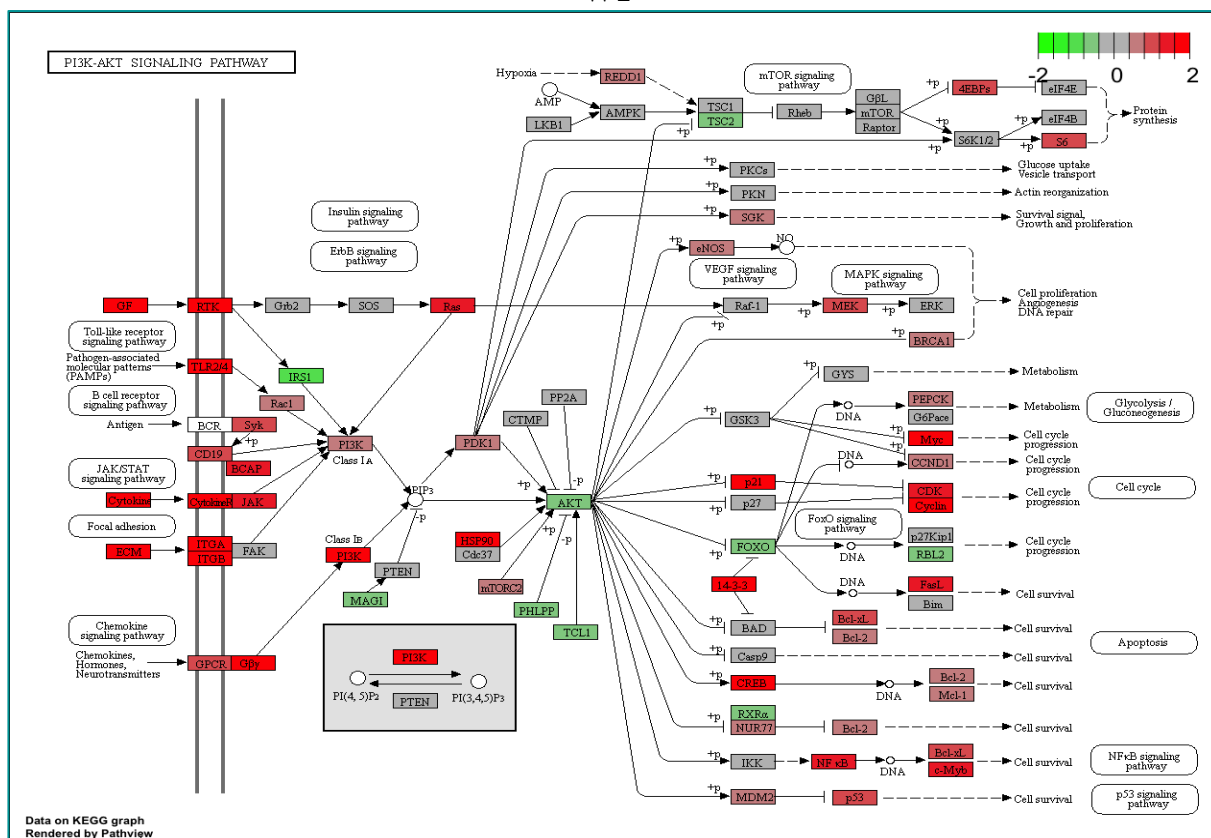 PI3K-AKT SIGNALING PATHWAY
-2 0 2
Hypoxia
REDD1
mTOR signaling
pathway
+p
4EBPs
eIF4E
AMP
LKB1
AMPK
TSC1
TSC2
+p
Rheb
GβL
mTOR
Raptor
+p
S6K1/2
+p
eIF4B
+p
S6
Protein
synthesis
+p
PKCs
Glucose uptake
Vesicle transport
+p
PKN
Actin reorganization
+p
SGK
Survival signal,
Growth and proliferation
Insulin signaling
pathway
ErbB signaling
pathway
+p
eNOS
NO
VEGF signaling
pathway
MAPK signaling
pathway
GF
RTK
Grb2
SOS
Ras
Raf-1
+p
MEK
+p
ERK
+p
Cell proliferation
Angiogenesis
DNA repair
+p
BRCA1
Toll-like receptor
signaling pathway
Pathogen-associated
molecular patterns
(PAMPs)
TLR2/4
IRS1
Rac1
B cell receptor
signaling pathway
Antigen
BCR
Syk
+p
CD19
BCAP
PI3K
Class IA
PDK1
+p
CTMP
PP2A
-p
JAK/STAT
signaling pathway
Cytokine
CytokineR
JAK
PIP3
-p
AKT
+p
-p
Focal adhesion
ECM
ITGA
ITGB
FAK
Class IB
PI3K
PTEN
MAGI
HSP90
Cdc37
mTORC2
PHLPP
TCL1
Chemokine
signaling pathway
Chemokines,
Hormones,
Neurotransmitters
GPCR
Gβγ
PI3K
PI(4, 5)P2
PI(3,4,5)P3
PTEN
GYS
Metabolism
+p
GSK3
DNA
PEPCK
G6Pace
Metabolism
Glycolysis /
Gluconeogenesis
+p
Myc
Cell cycle
progression
+p
DNA
CCND1
Cell cycle
progression
+p
p21
+p
p27
CDK
Cyclin
Cell cycle
progression
Cell cycle
FoxO signaling
pathway
+p
FOXO
DNA
p27Kip1
RBL2
Cell cycle
progression
14-3-3
DNA
FasL
Bim
Cell survival
+p
BAD
Bcl-xL
Bcl-2
Cell survival
Apoptosis
+p
Casp9
Cell survival
+p
CREB
DNA
Bcl-2
Mcl-1
Cell survival
RXRα
+p
NUR77
Bcl-2
Cell survival
+p
IKK
NFκB
DNA
Bcl-xL
c-Myb
Cell survival
NFκB signaling
pathway
+p
MDM2
p53
Cell survival
p53 signaling
pathway
Data on KEGG graph
Rendered by Pathview